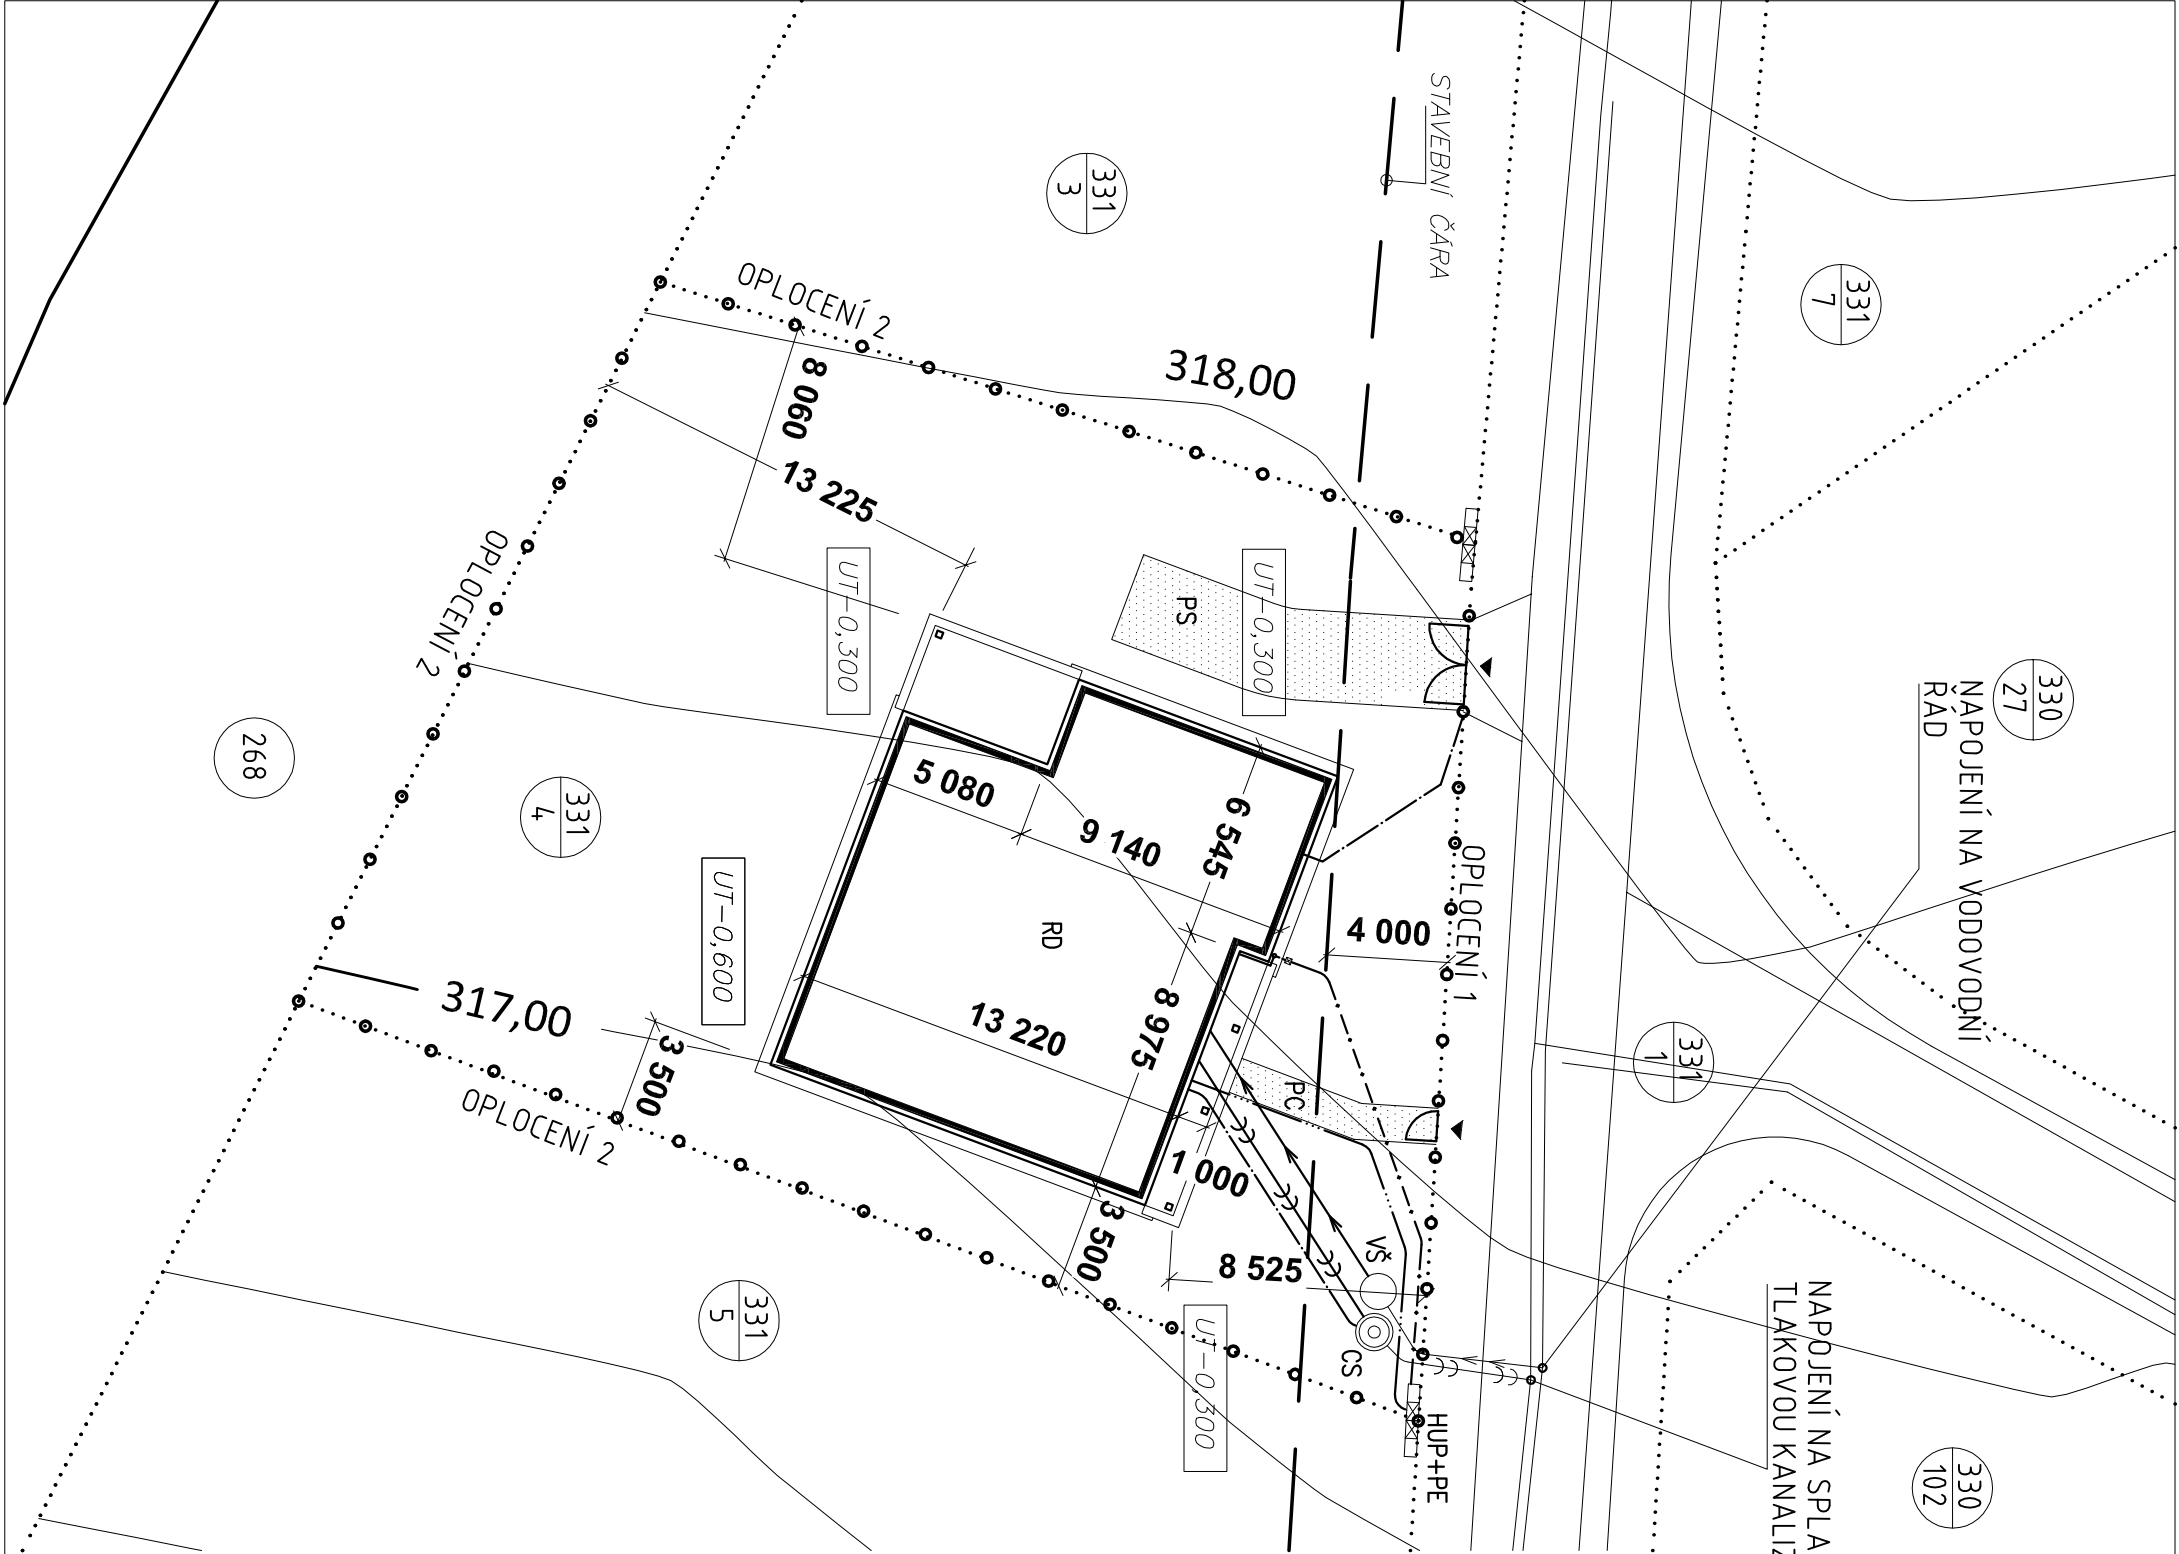 STAVEBNÍ ČÁRA
331
3
331
7
OPLOCENÍ 2
318,00
8 060
13 225
UT-0,300
PS
UT-0,300
330
27
NAPOJENÍ NA VODOVODNÍ
ŘÁD
OPLOCENÍ 2
268
331
4
5 080
9 140
6 545
OPLOCENÍ 1
4 000
RD
UT-0,600
317,00
13 220
8 975
331
1
3 500
PC
OPLOCENÍ 2
1 000
3 500
8 525
VŠ
CS
UT-0,300
331
5
HUP+PE
NAPOJENÍ NA SPLA
TLAKOVOU KANALIZ
330
102